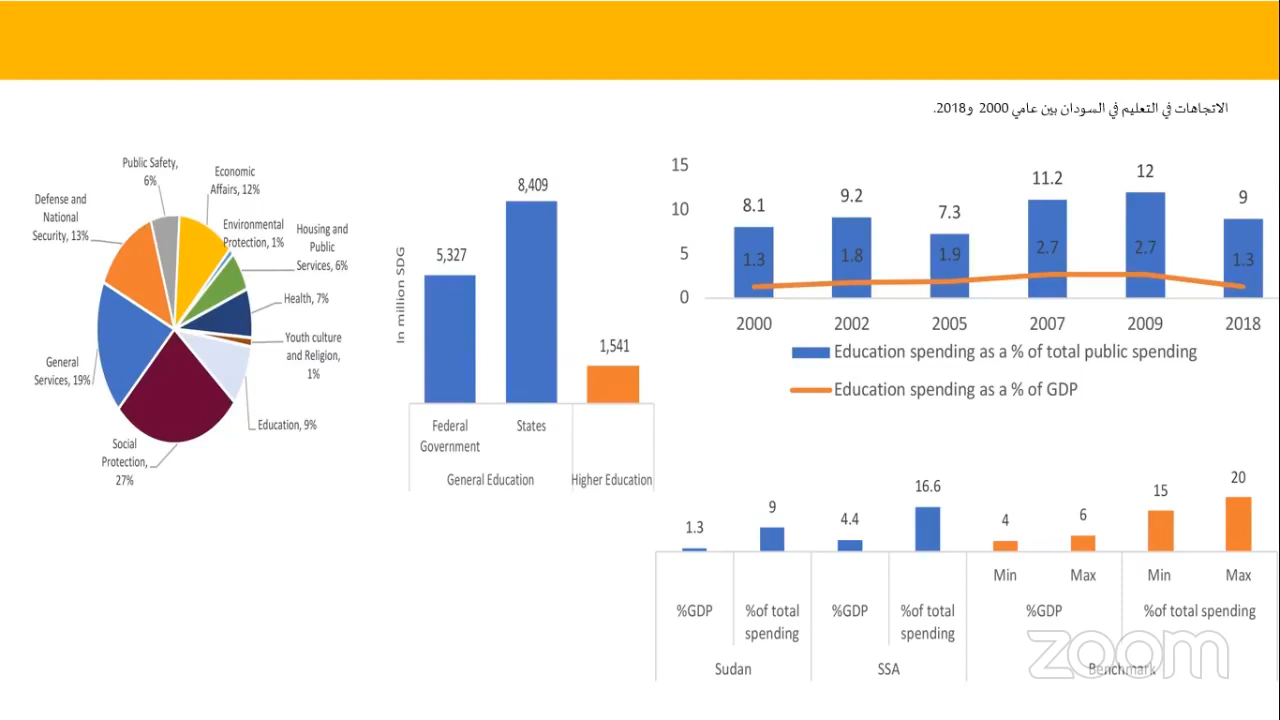 الاتجاهات في التعليم في السودان بين عامي 2000 و2018.
Public Safety,
6%
Economic
Affairs, 12%
Defense and
National
Security, 13%
Environmental
Protection, 1%
Housing and
Public
Services, 6%
Health, 7%
Youth culture
and Religion,
1%
General
Services, 19%
Education, 9%
Social
Protection,
27%
In million SDG
8,409
5,327
1,541
Federal
Government
States
General Education
Higher Education
15
10
5
0
8.1
9.2
7.3
11.2
12
9
1.3
1.8
1.9
2.7
2.7
1.3
2000
2002
2005
2007
2009
2018
Education spending as a % of total public spending
Education spending as a % of GDP
1.3
9
4.4
16.6
4
6
15
20
Min
Max
Min
Max
%GDP
%of total
spending
%GDP
%of total
spending
%GDP
%of total spending
Sudan
SSA
Benchmark
zoom